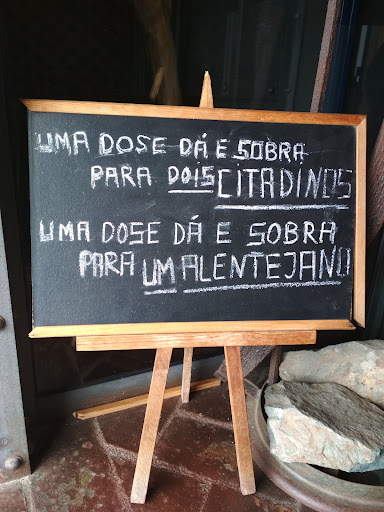 UMA DOSE DÁ E SOBRA
PARA DOIS CITADINOS
UMA DOSE DÁ E SOBRA
PARA UM ALENTEJANO